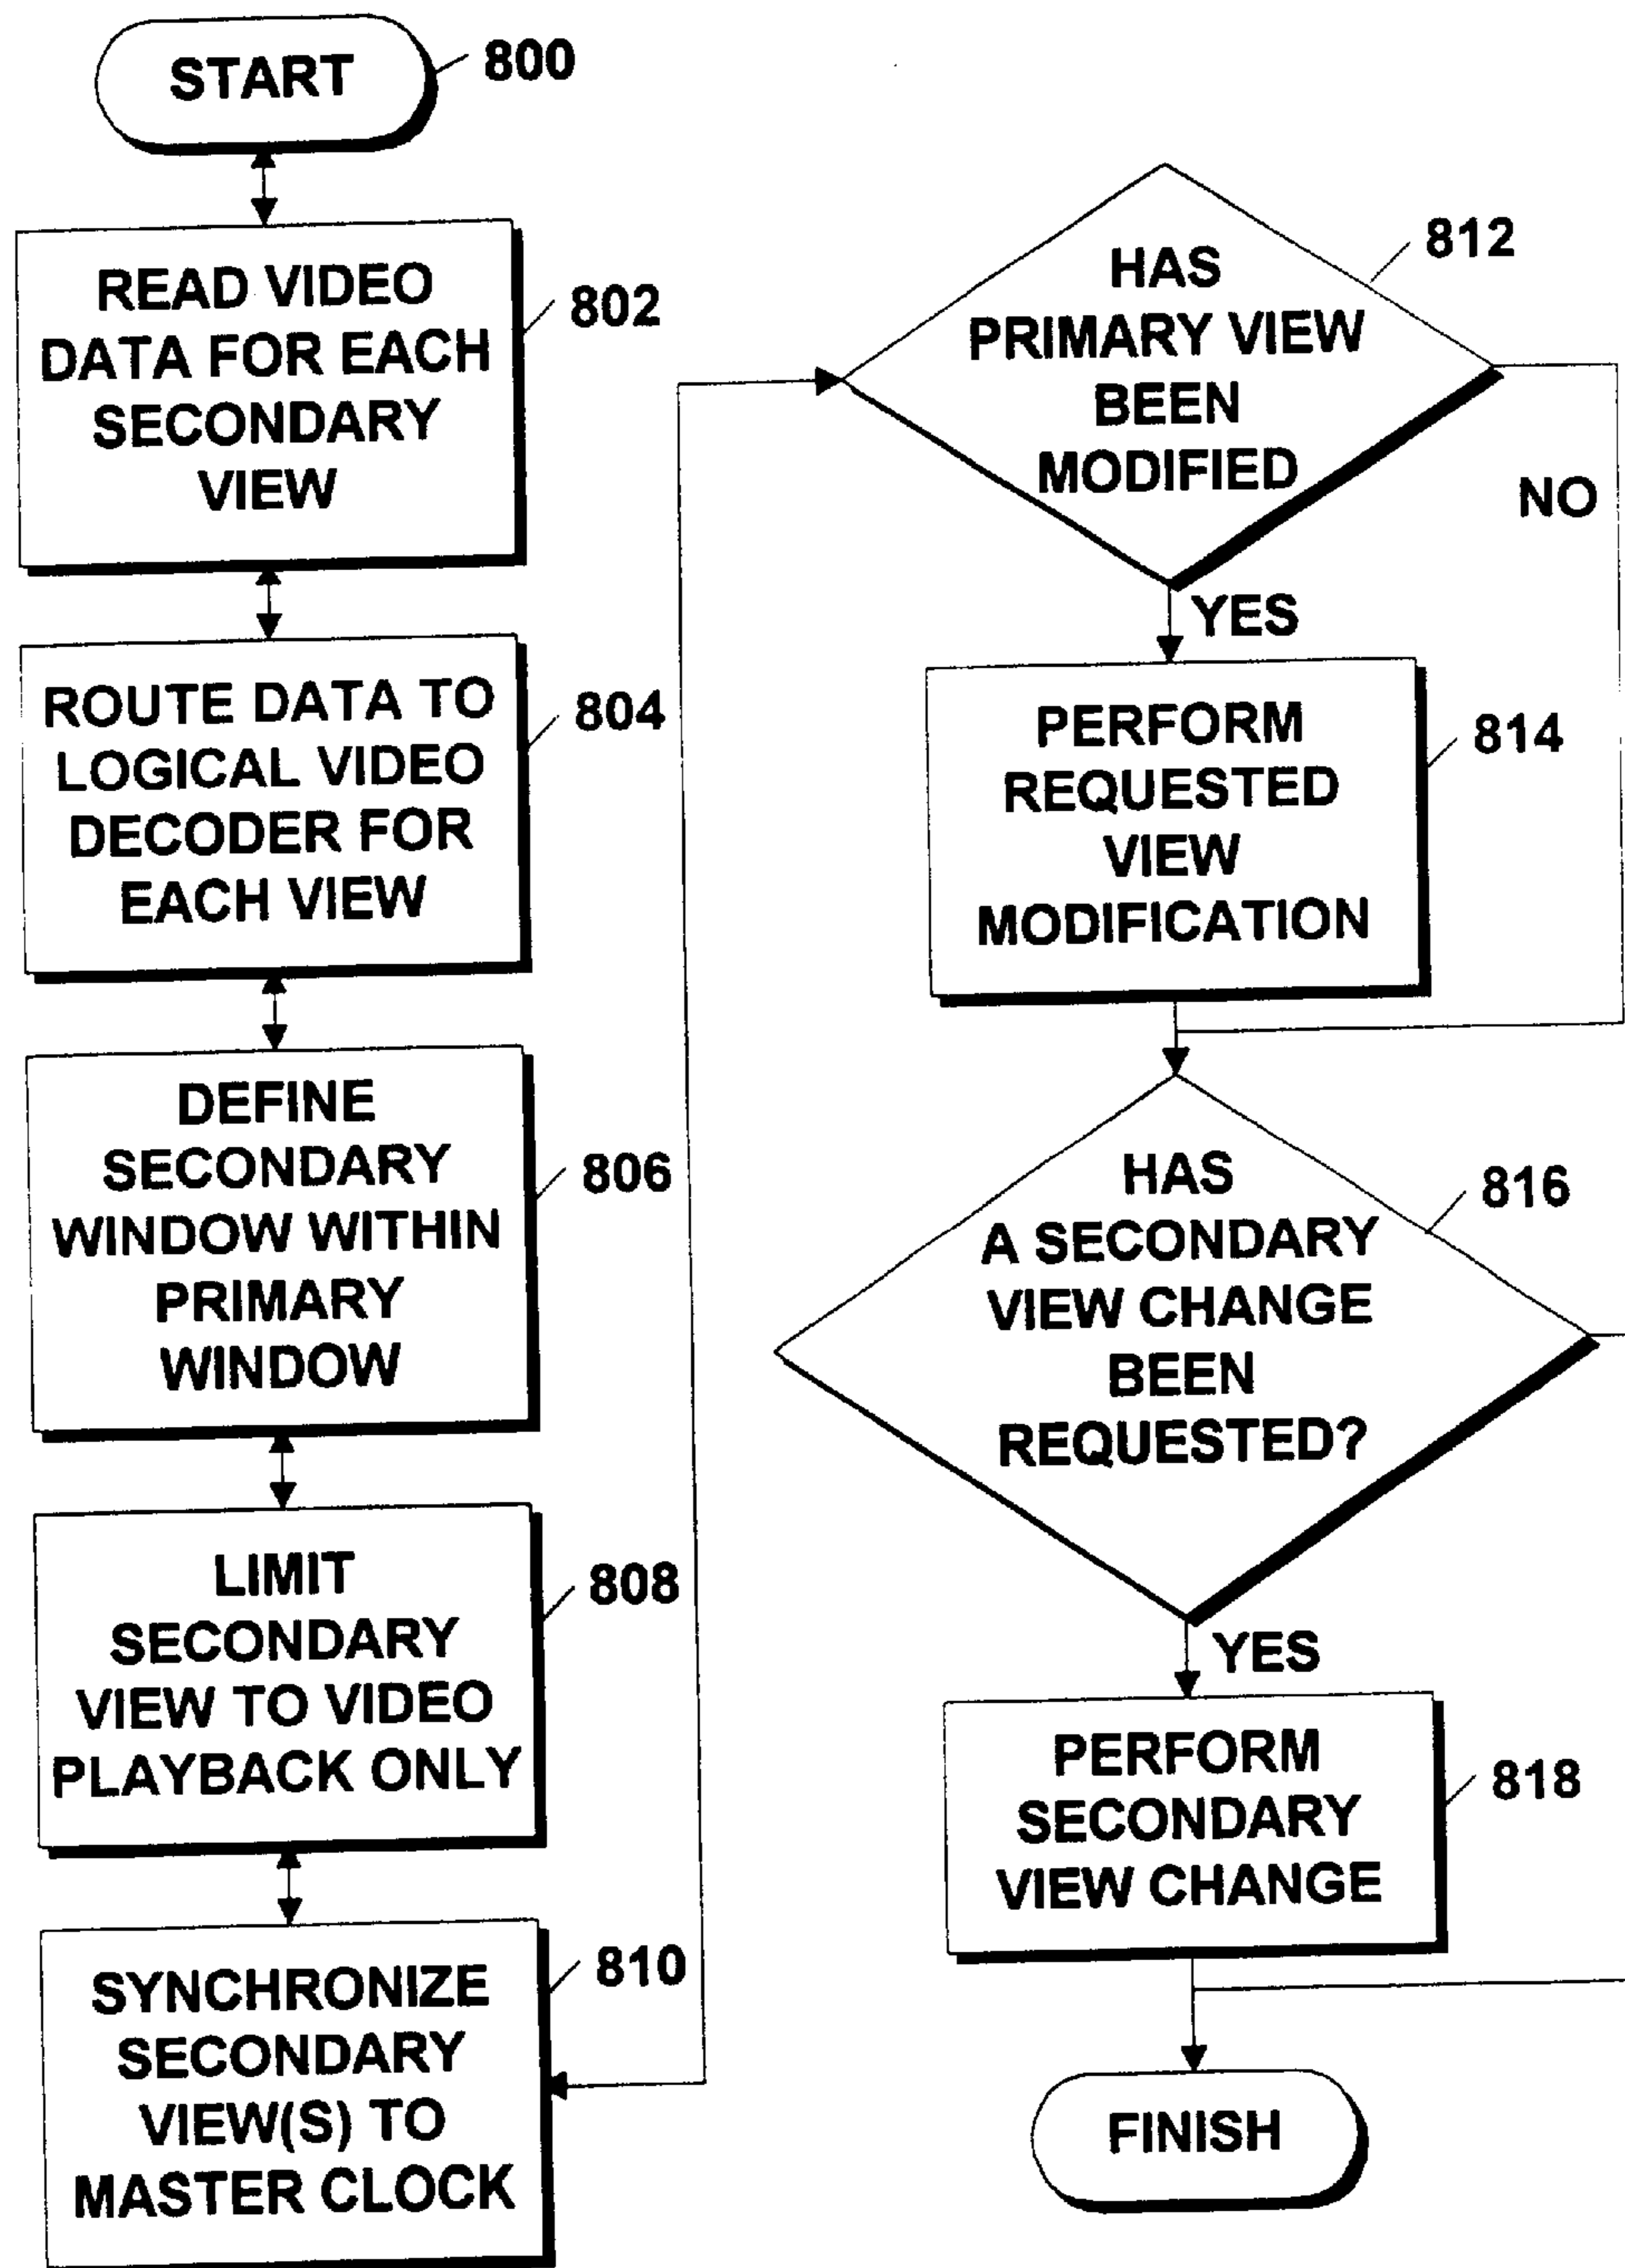 START
800
READ VIDEO
DATA FOR EACH
SECONDARY
VIEW
802
ROUTE DATA TO
LOGICAL VIDEO
DECODER FOR
EACH VIEW
804
DEFINE
SECONDARY
WINDOW WITHIN
PRIMARY
WINDOW
806
LIMIT
SECONDARY
VIEW TO VIDEO
PLAYBACK ONLY
808
SYNCHRONIZE
SECONDARY
VIEW(S) TO
MASTER CLOCK
810
HAS
PRIMARY VIEW
BEEN
MODIFIED
812
NO
YES
PERFORM
REQUESTED
VIEW
MODIFICATION
814
HAS
A SECONDARY
VIEW CHANGE
BEEN
REQUESTED?
816
YES
PERFORM
SECONDARY
VIEW CHANGE
818
FINISH